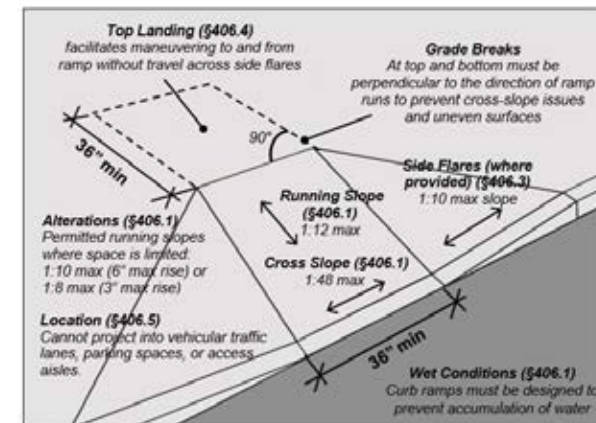 Top Landing (§406.4)
facilitates maneuvering to and from
ramp without travel across side flares
Grade Breaks
At top and bottom must be
perpendicular to the direction of ramp
runs to prevent cross-slope issues
and uneven surfaces
90°
36" min
Side Flares (where
provided) (§406.3)
1:10 max slope
Running Slope
(§406.1)
1:12 max
Alterations (§406.1)
Permitted running slopes
where space is limited:
1:10 max (6" max rise) or
1:8 max (3" max rise)
Cross Slope (§406.1)
1:48 max
Location (§406.5)
Cannot project into vehicular traffic
lanes, parking spaces, or access
aisles.
36" min
Wet Conditions (§406.1)
Curb ramps must be designed to
prevent accumulation of water